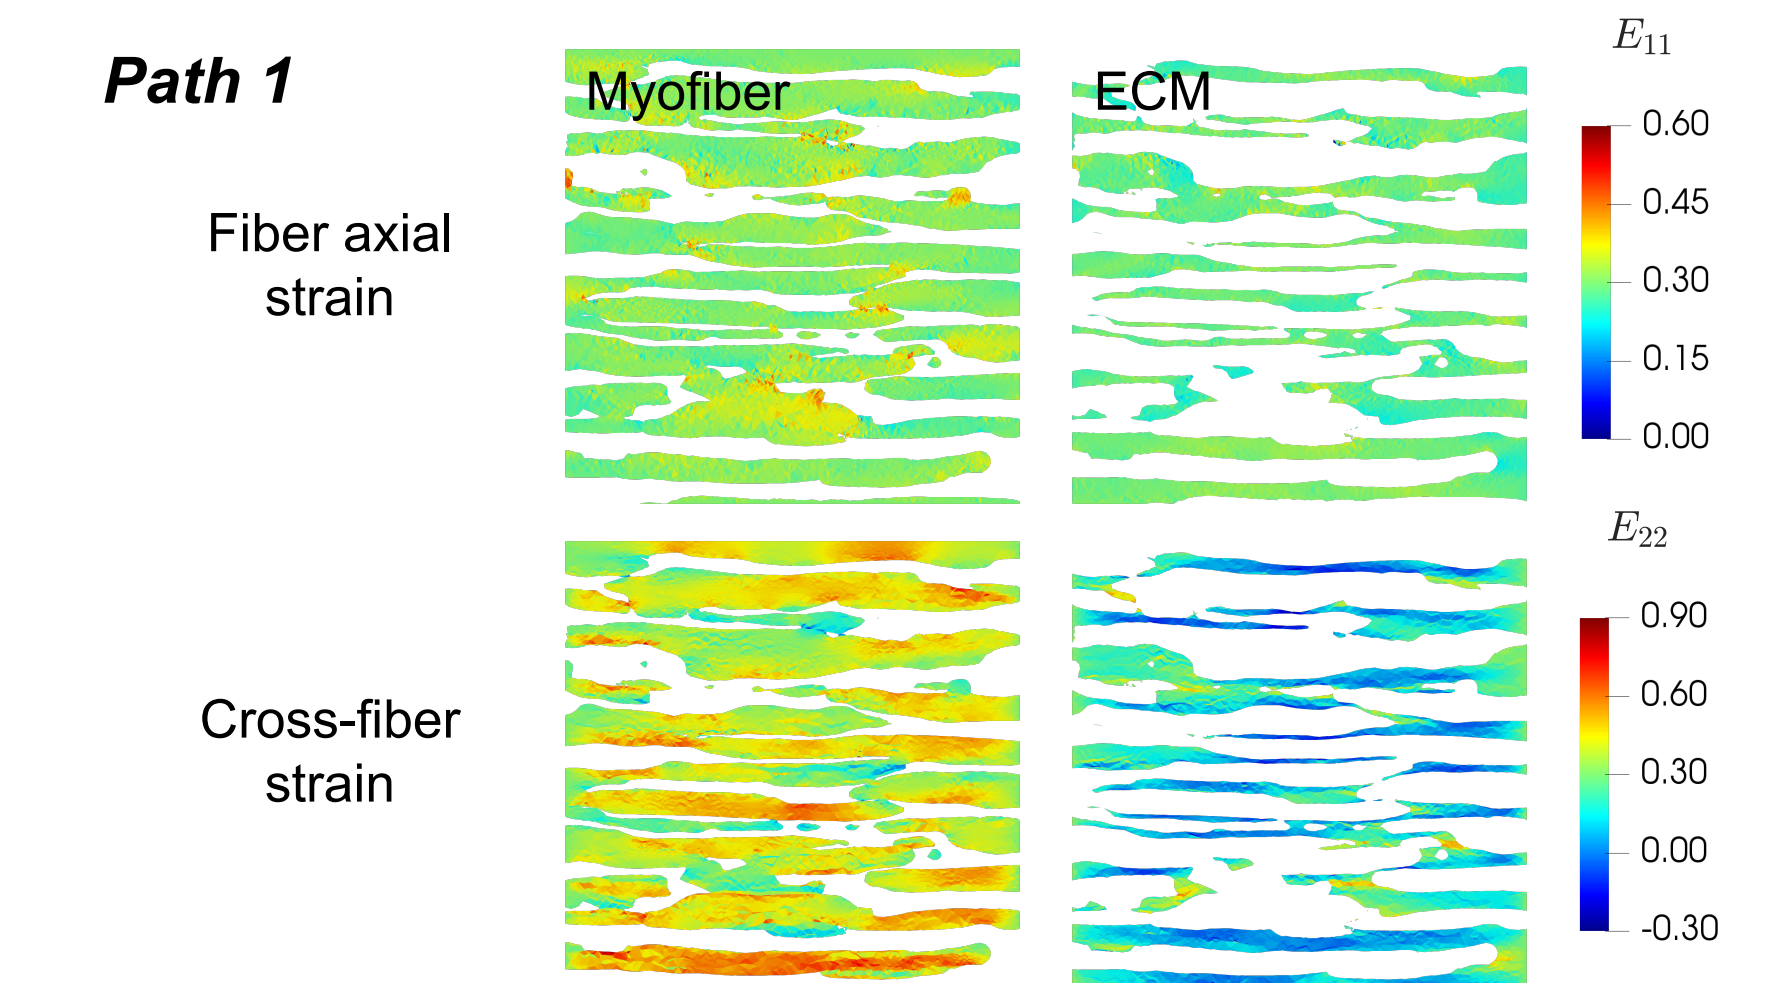 Path 1
Myofiber
ECM
E11
Fiber axial
strain
0.60
0.45
0.30
0.15
0.00
E22
Cross-fiber
strain
0.90
0.60
0.30
0.00
-0.30